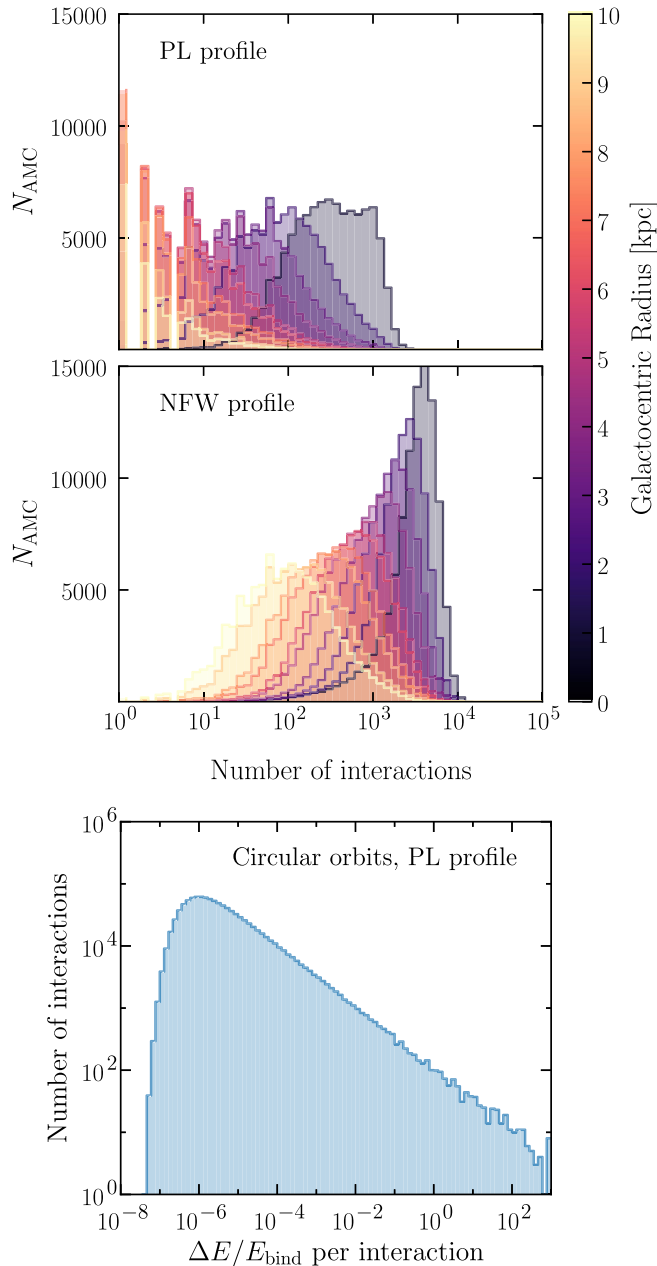 15000
10000
5000
N_AMC
PL profile
15000
10000
5000
N_AMC
NFW profile
10^0 10^1 10^2 10^3 10^4 10^5
Number of interactions
10
9
8
7
6
5
4
3
2
1
0
Galactocentric Radius [kpc]
10^6
10^4
10^2
10^0
Number of interactions
Circular orbits, PL profile
10^−8 10^−6 10^−4 10^−2 10^0 10^2
ΔE/E_bind per interaction